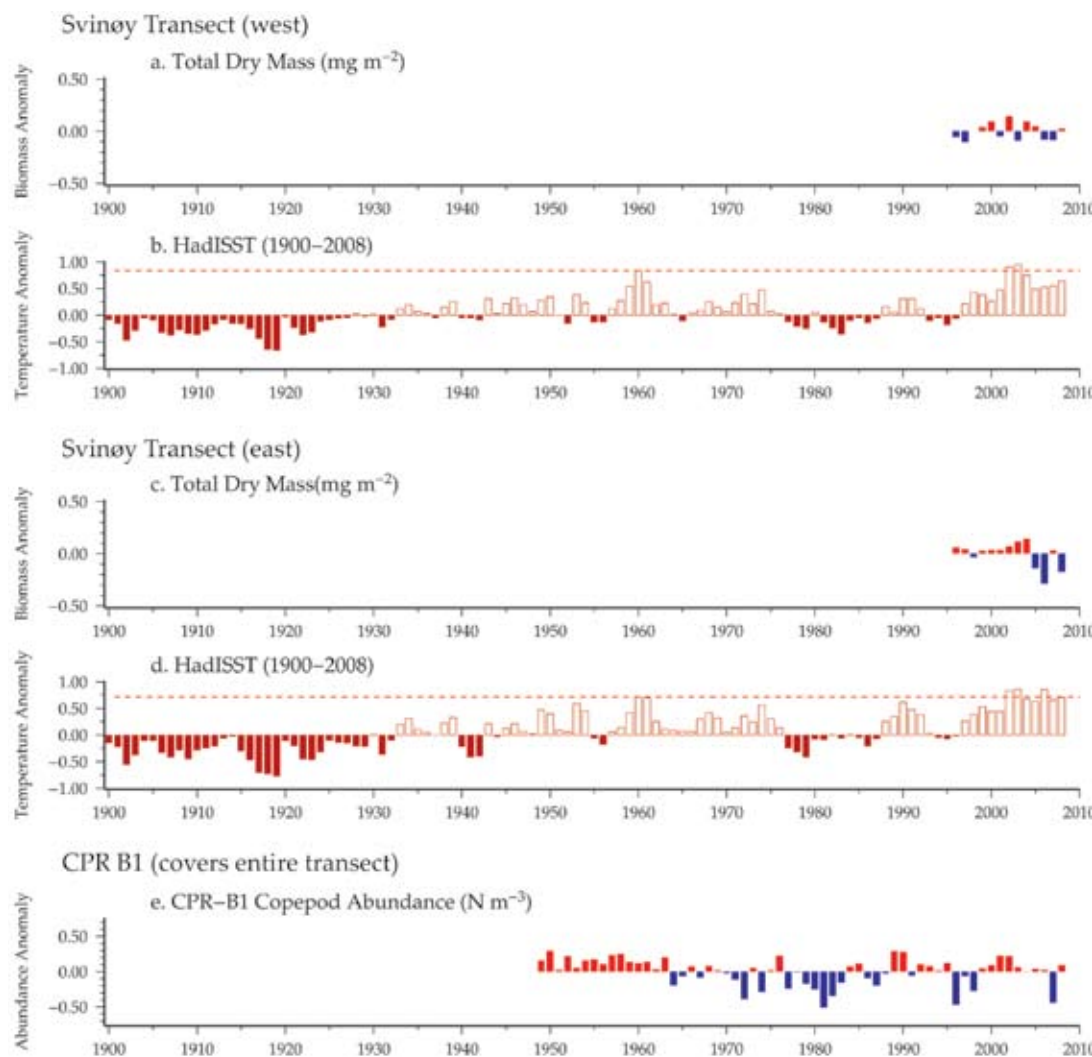 Svinøy Transect (west)
a. Total Dry Mass (mg m⁻²)
Biomass Anomaly
0.50
0.00
−0.50
1900 1910 1920 1930 1940 1950 1960 1970 1980 1990 2000 2010
b. HadISST (1900–2008)
Temperature Anomaly
1.00
0.50
0.00
−0.50
−1.00
1900 1910 1920 1930 1940 1950 1960 1970 1980 1990 2000 2010
Svinøy Transect (east)
c. Total Dry Mass(mg m⁻²)
Biomass Anomaly
0.50
0.00
−0.50
1900 1910 1920 1930 1940 1950 1960 1970 1980 1990 2000 2010
d. HadISST (1900–2008)
Temperature Anomaly
1.00
0.50
0.00
−0.50
−1.00
1900 1910 1920 1930 1940 1950 1960 1970 1980 1990 2000 2010
CPR B1 (covers entire transect)
e. CPR–B1 Copepod Abundance (N m⁻³)
Abundance Anomaly
0.50
0.00
−0.50
1900 1910 1920 1930 1940 1950 1960 1970 1980 1990 2000 2010